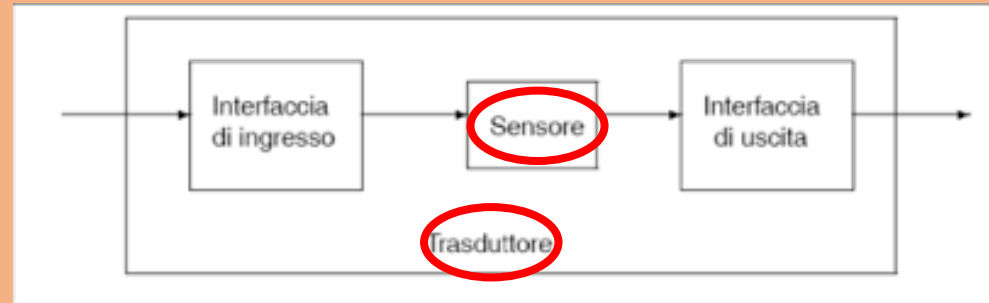 Interfaccia
di ingresso
Sensore
Interfaccia
di uscita
Trasduttore